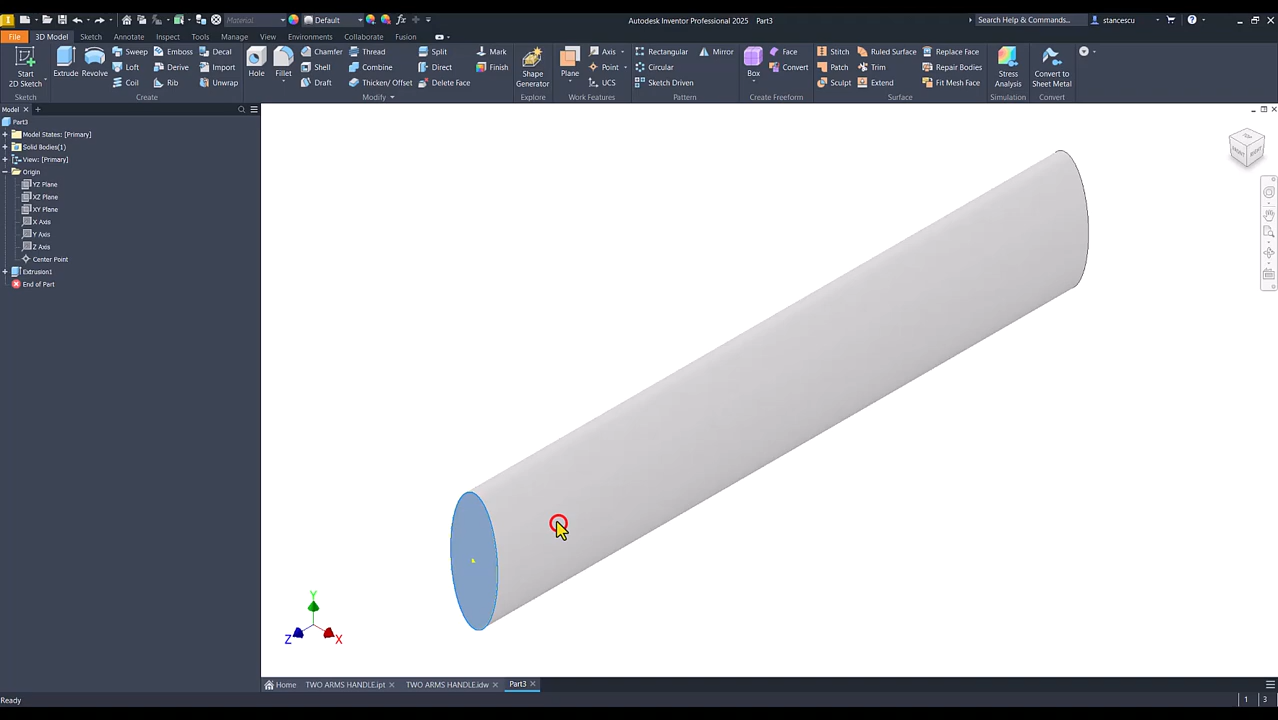 Material Default Autodesk Inventor Professional 2025 Part3 Search Help & Commands... stancescu
File 3D Model Sketch Annotate Inspect Tools Manage View Environments Collaborate Fusion
Start 2D Sketch Extrude Revolve Sweep Emboss Decal Hole Fillet Chamfer Thread Split Mark Shape Generator Plane Axis Rectangular Mirror Box Face Stitch Ruled Surface Replace Face Stress Analysis Convert to Sheet Metal
Loft Derive Import Shell Combine Direct Finish Point Circular Convert Patch Trim Repair Bodies
Coil Rib Unwrap Draft Thicken/ Offset Delete Face UCS Sketch Driven Sculpt Extend Fit Mesh Face
Sketch Create Modify Explore Work Features Pattern Create Freeform Surface Simulation Convert
Model
Part3
Model States: [Primary]
Solid Bodies(1)
View: [Primary]
Origin
YZ Plane
XZ Plane
XY Plane
X Axis
Y Axis
Z Axis
Center Point
Extrusion1
End of Part
TOP
FRONT RIGHT
Y
Z X
Home TWO ARMS HANDLE.ipt TWO ARMS HANDLE.idw Part3
Ready 1 3